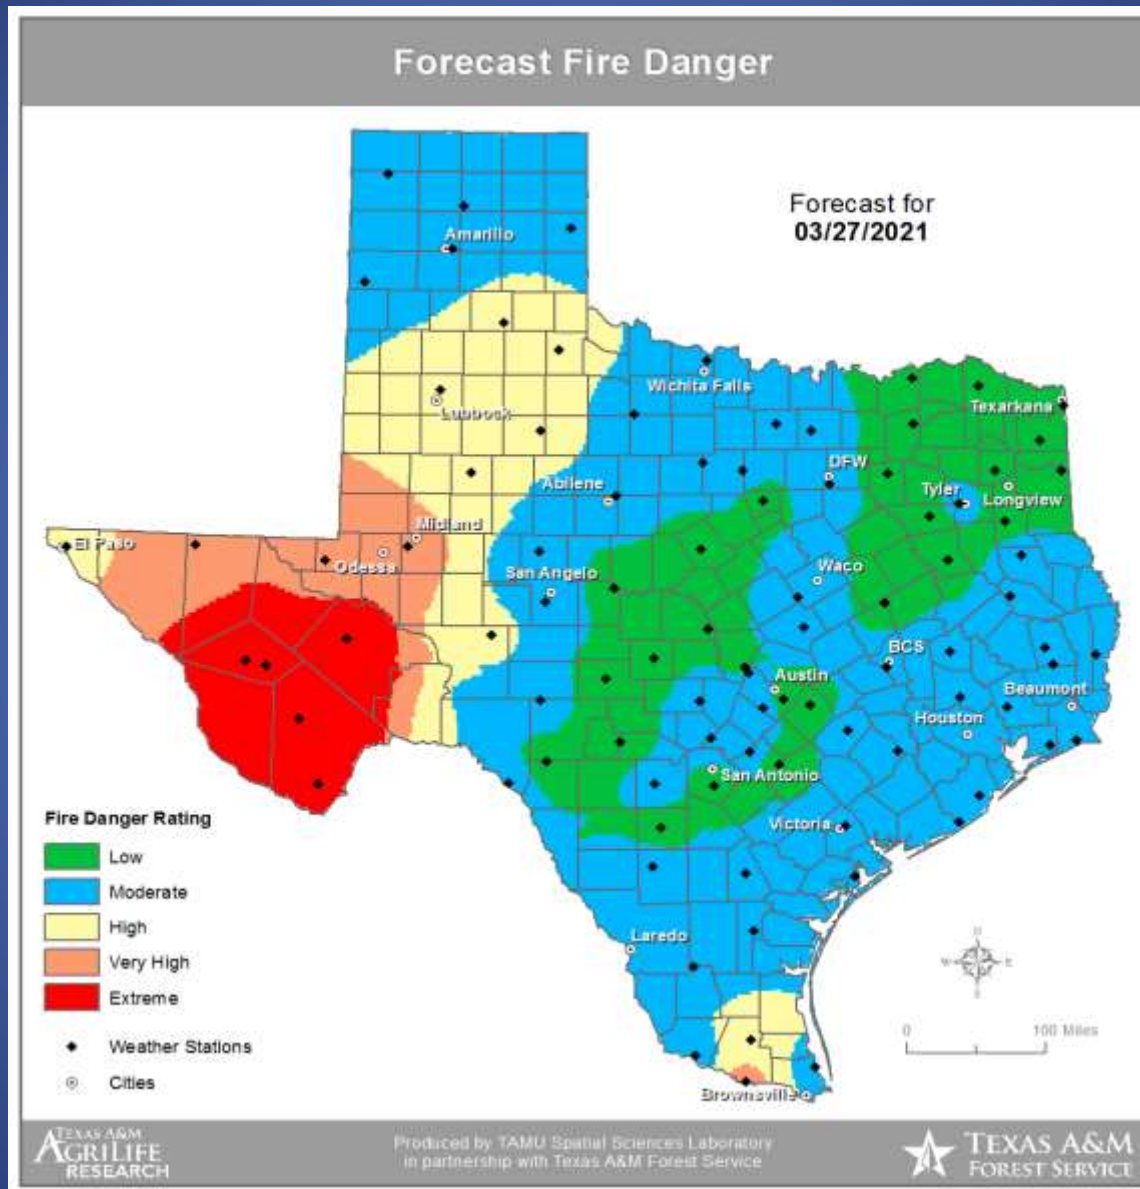 Forecast Fire Danger
Forecast for
03/27/2021
Amarillo
Wichita Falls
Texarkana
Lubbock
DFW
Abilene
Tyler
Longview
Midland
El Paso
Odessa
San Angelo
Waco
BCS
Austin
Beaumont
Houston
San Antonio
Victoria
Fire Danger Rating
Low
Moderate
High
Very High
Extreme
Laredo
N
W E
S
0 100 Miles
Weather Stations
Cities
Brownsville
TEXAS A&M
AGRILIFE
RESEARCH
Produced by TAMU Spatial Sciences Laboratory
in partnership with Texas A&M Forest Service
TEXAS A&M
FOREST SERVICE